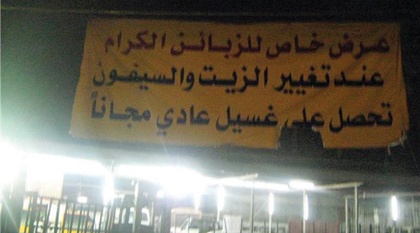 عرض خاص للزبائن الكرام
عند تغيير الزيت والسيفون
تحصل على غسيل عادي مجاناً